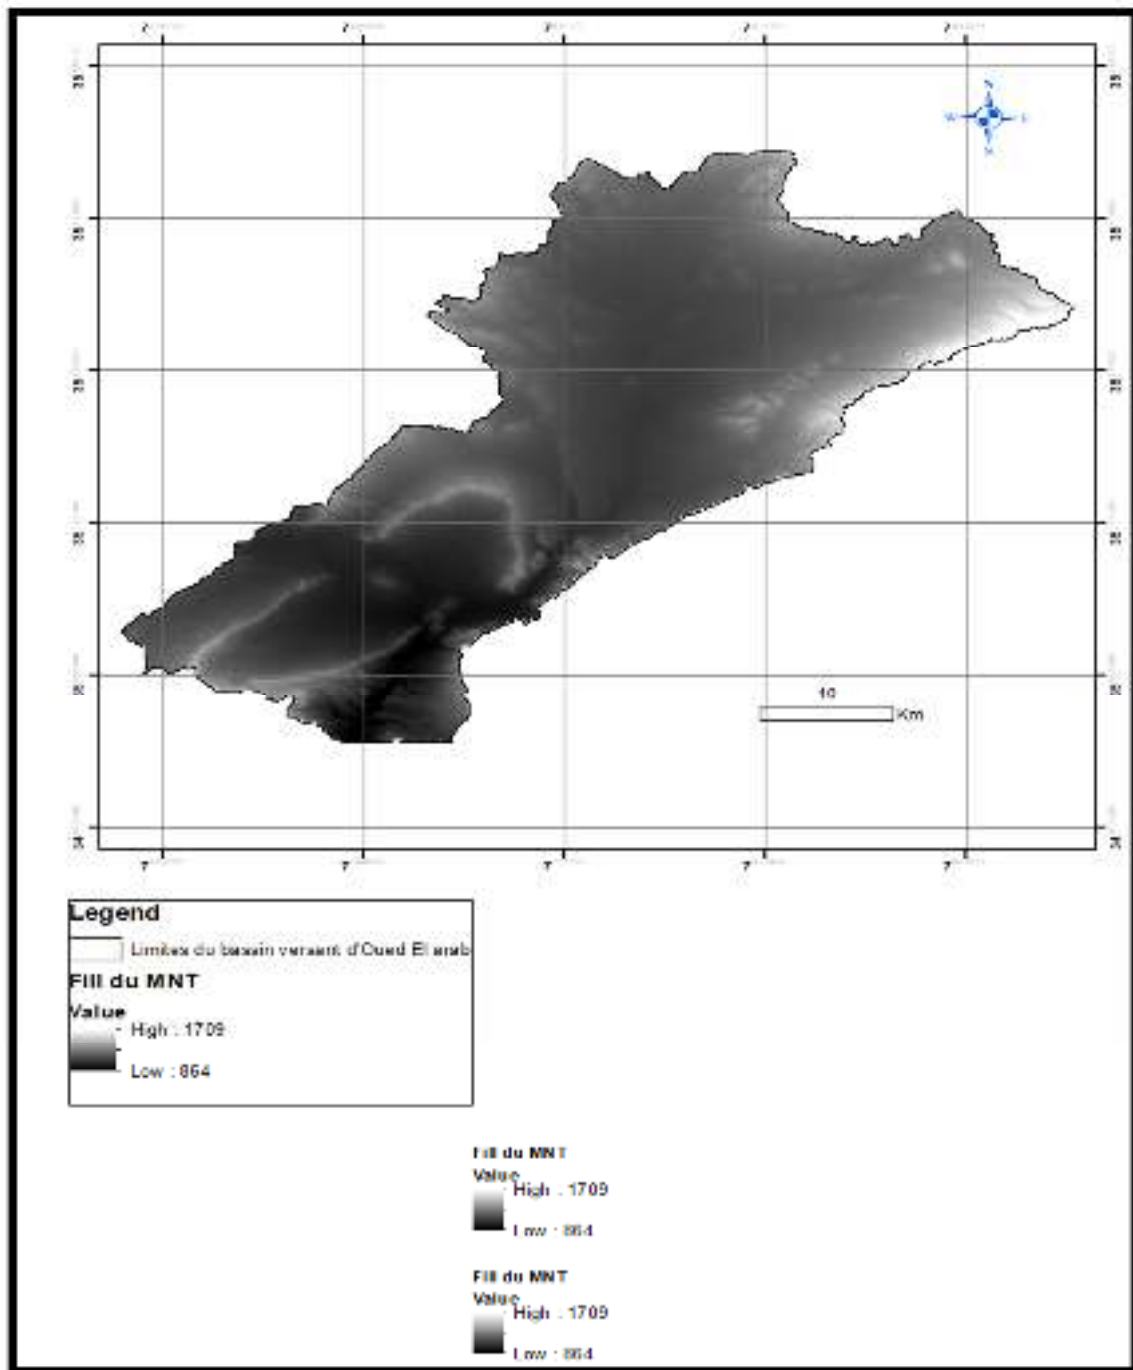 N
W
E
S
10
Km
Legend
Limites du bassin versant d'Oued El arab
Fill du MNT
Value
High : 1709
Low : 864
Fill du MNT
Value
High : 1709
Low : 864
Fill du MNT
Value
High : 1709
Low : 864